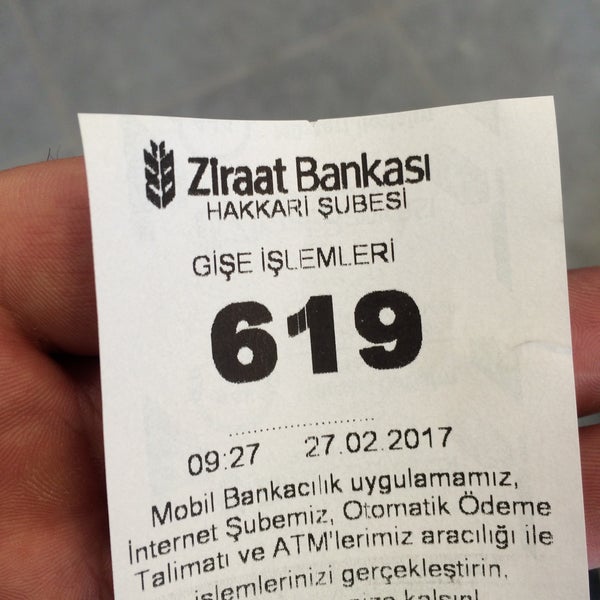 Ziraat Bankası
HAKKARİ ŞUBESİ
GİŞE İŞLEMLERİ
619
09:27 27.02.2017
Mobil Bankacılık uygulamamız,
İnternet Şubemiz, Otomatik Ödeme
Talimatı ve ATM'lerimiz aracılığı ile
işlemlerinizi gerçekleştirin,
kalsın!